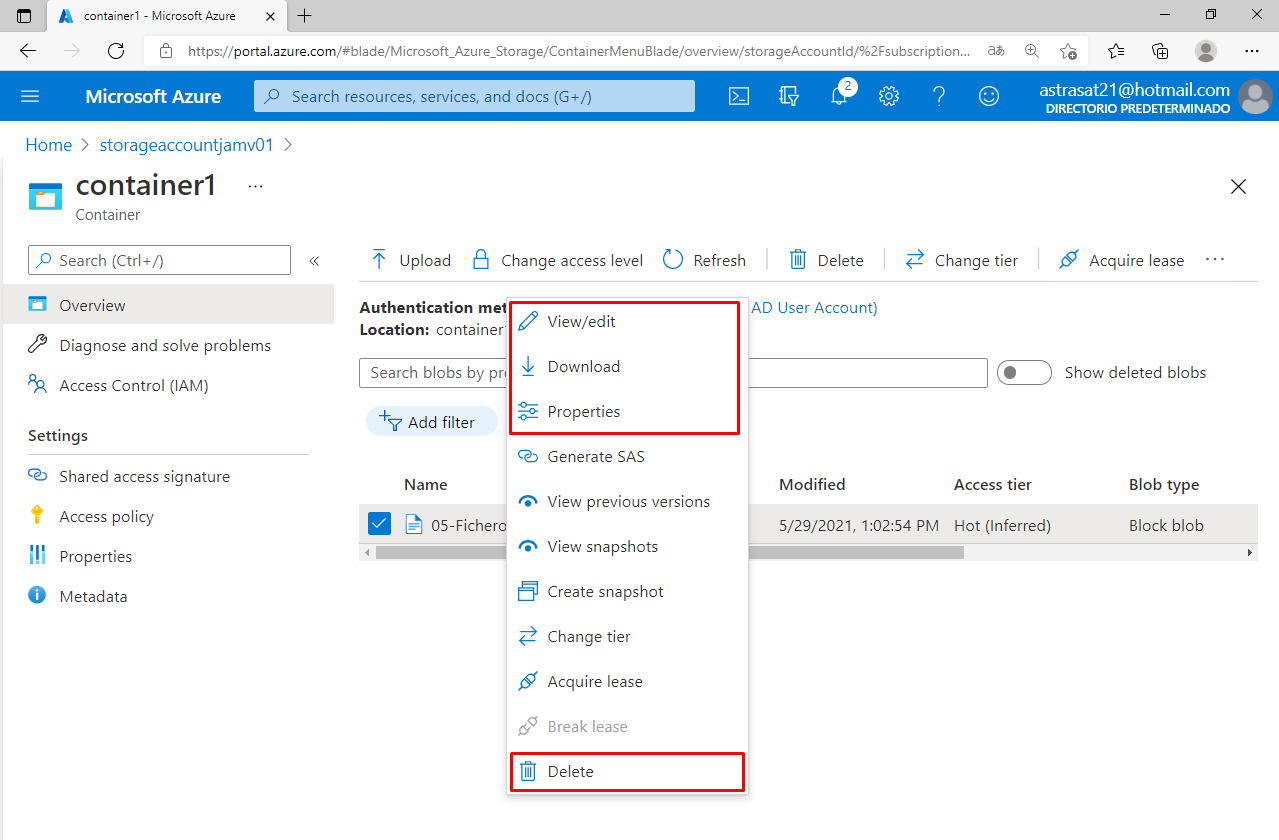 container1 - Microsoft Azure
https://portal.azure.com/#blade/Microsoft_Azure_Storage/ContainerMenuBlade/overview/storageAccountId/%2Fsubscription...
aあ
Microsoft Azure
Search resources, services, and docs (G+/)
2
astrasat21@hotmail.com
DIRECTORIO PREDETERMINADO
Home > storageaccountjamv01 >
container1 ...
Container
Search (Ctrl+/)
«
Overview
Diagnose and solve problems
Access Control (IAM)
Settings
Shared access signature
Access policy
Properties
Metadata
Upload
Change access level
Refresh
Delete
Change tier
Acquire lease
...
Authentication met
AD User Account)
Location: container
Search blobs by pre
Show deleted blobs
Add filter
Name
Modified
Access tier
Blob type
05-Fichero
5/29/2021, 1:02:54 PM
Hot (Inferred)
Block blob
View/edit
Download
Properties
Generate SAS
View previous versions
View snapshots
Create snapshot
Change tier
Acquire lease
Break lease
Delete